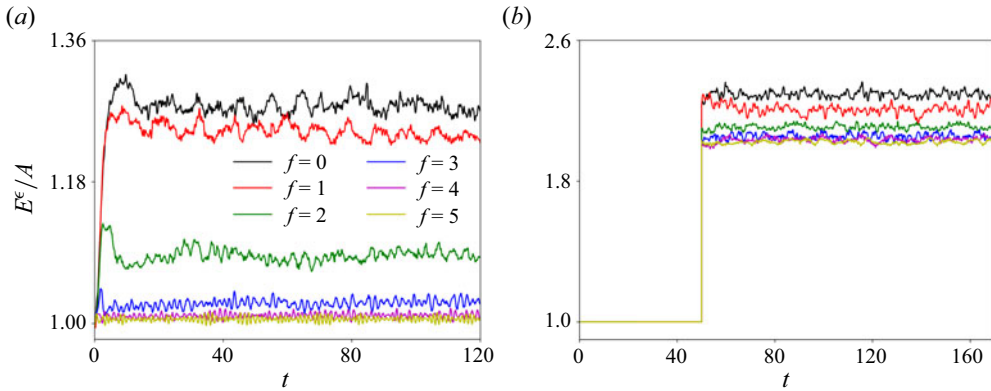 (a)
(b)
1.36
1.18
1.00
E^ϵ/A
0 40 80 120
t
f = 0 f = 3
f = 1 f = 4
f = 2 f = 5
2.6
1.8
1.0
0 40 80 120 160
t